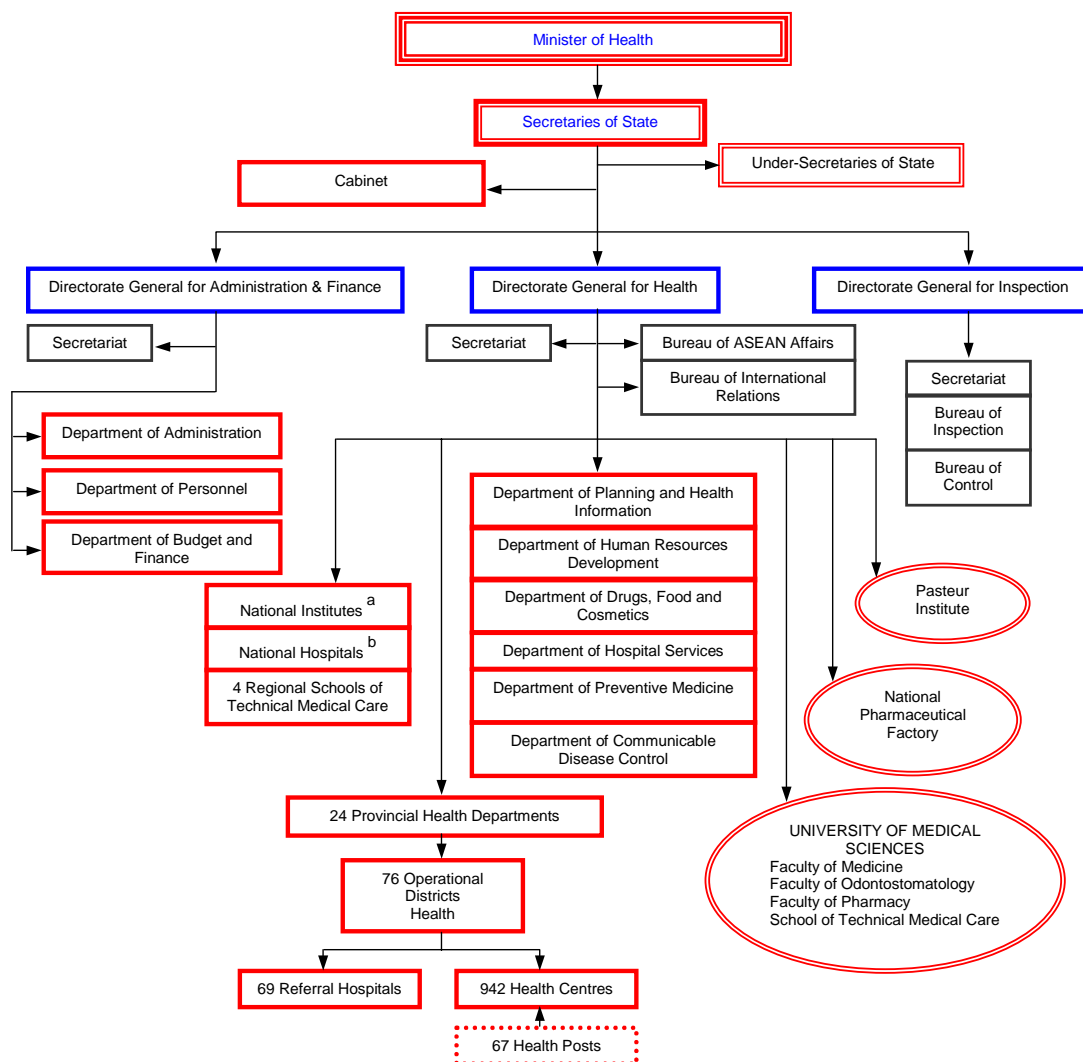 Minister of Health
Secretaries of State
Under-Secretaries of State
Cabinet
Directorate General for Administration & Finance
Directorate General for Health
Directorate General for Inspection
Secretariat
Secretariat
Bureau of ASEAN Affairs
Bureau of International
Relations
Secretariat
Bureau of
Inspection
Bureau of
Control
Department of Administration
Department of Personnel
Department of Budget and
Finance
National Institutes a
National Hospitals b
4 Regional Schools of
Technical Medical Care
Department of Planning and Health
Information
Department of Human Resources
Development
Department of Drugs, Food and
Cosmetics
Department of Hospital Services
Department of Preventive Medicine
Department of Communicable
Disease Control
Pasteur
Institute
National
Pharmaceutical
Factory
UNIVERSITY OF MEDICAL
SCIENCES
Faculty of Medicine
Faculty of Odontostomatology
Faculty of Pharmacy
School of Technical Medical Care
24 Provincial Health Departments
76 Operational
Districts
Health
69 Referral Hospitals
942 Health Centres
67 Health Posts